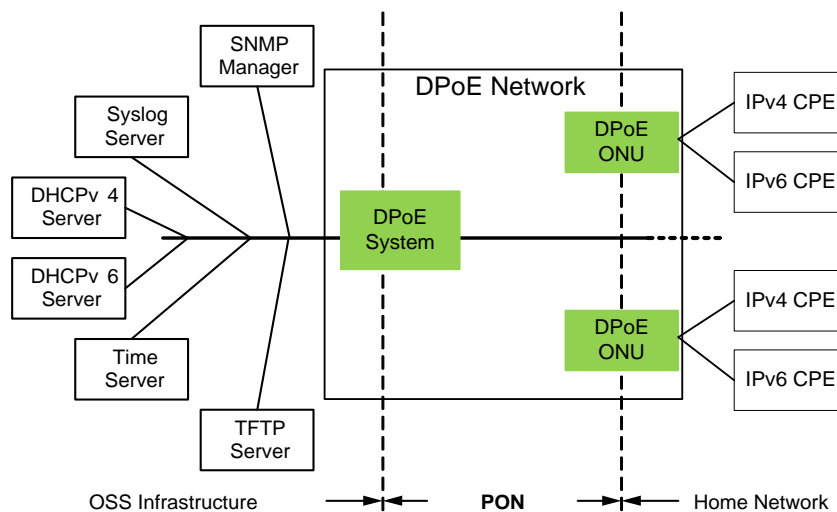 SNMP
Manager
DPoE Network
Syslog
Server
DPoE
ONU
IPv4 CPE
IPv6 CPE
DHCPv 4
Server
DPoE
System
DHCPv 6
Server
Time
Server
TFTP
Server
DPoE
ONU
IPv4 CPE
IPv6 CPE
OSS Infrastructure
PON
Home Network